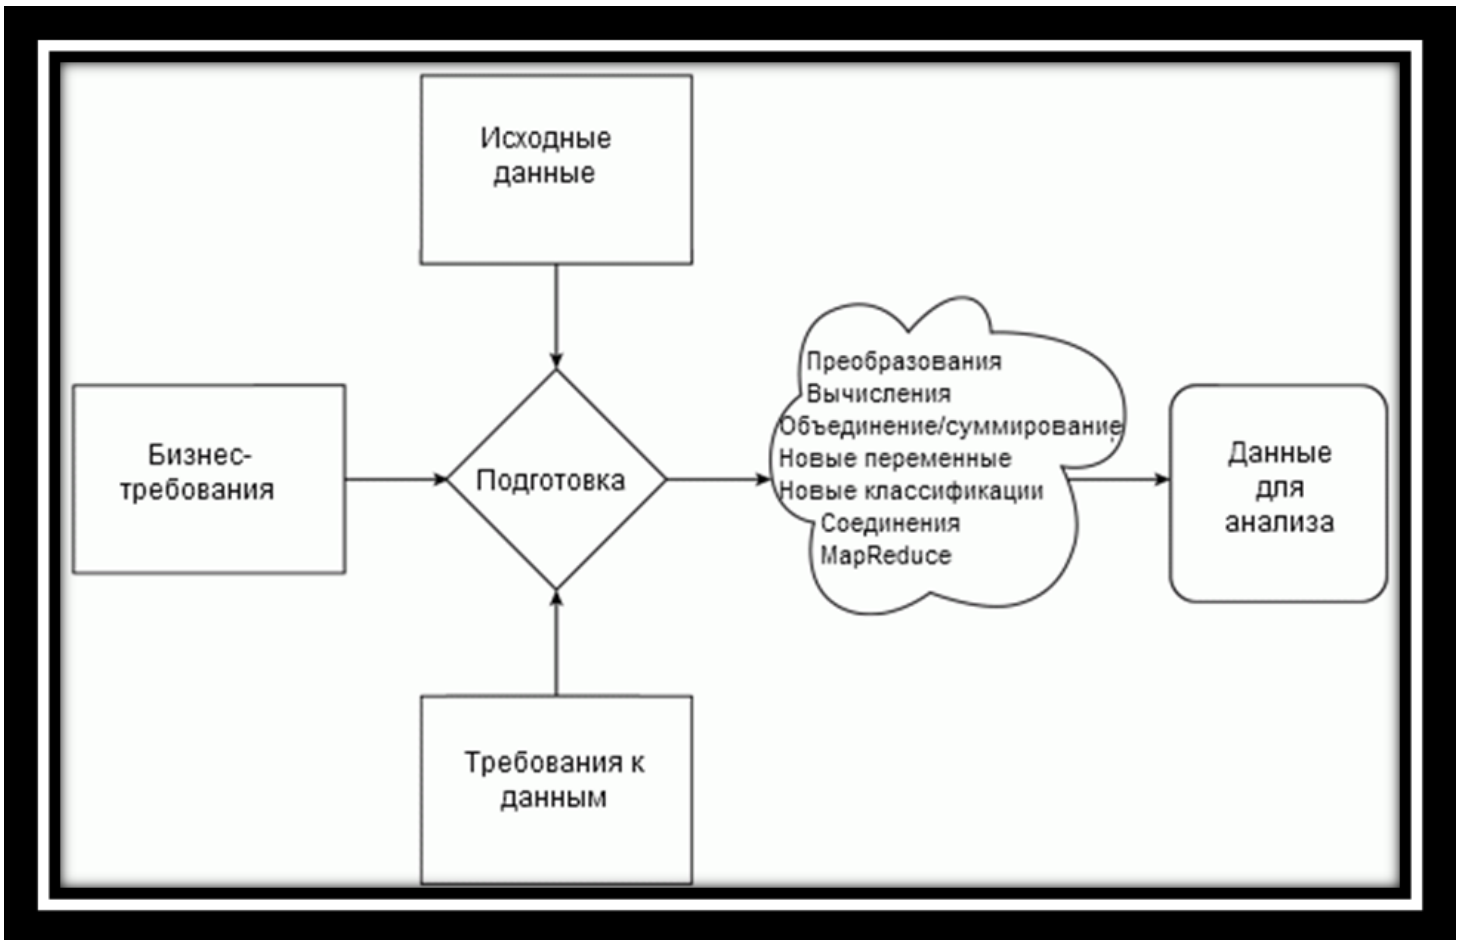 Исходные
данные
Бизнес-
требования
Подготовка
Преобразования
Вычисления
Объединение/суммирование
Новые переменные
Новые классификации
Соединения
MapReduce
Данные
для
анализа
Требования к
данным